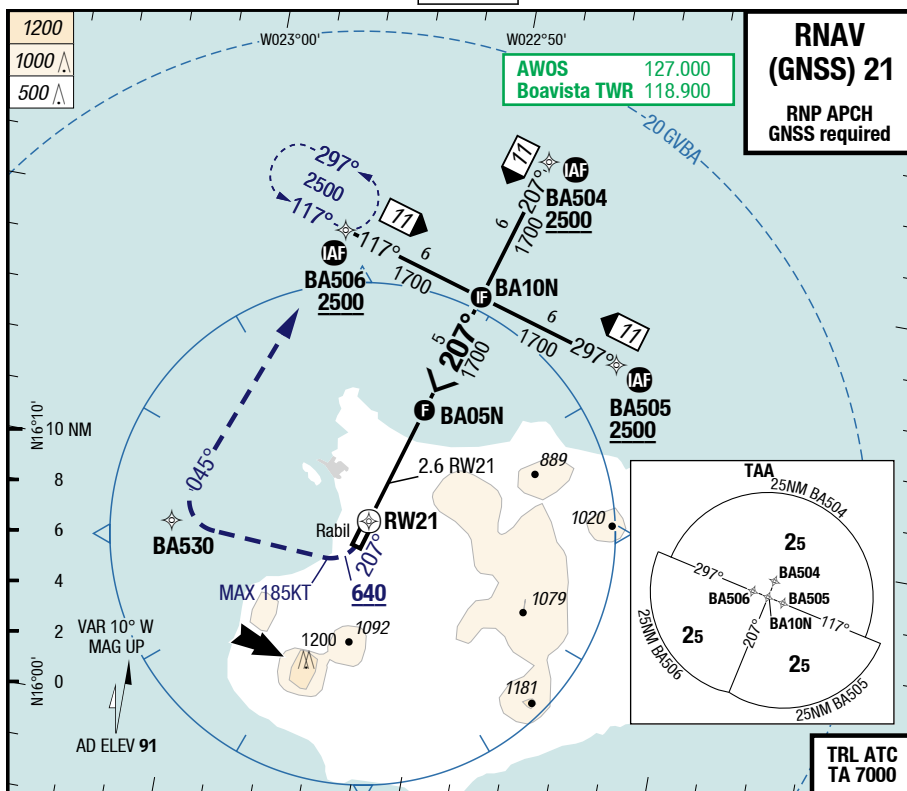 1200
1000
500
W023°00'
W022°50'
AWOS 127.000
Boavista TWR 118.900
RNAV
(GNSS) 21
RNP APCH
GNSS required
20 GVBA
297°
2500
117°
11
117°
6
1700
IAF
BA506
2500
11
207°
6
1700
IAF
BA504
2500
IF
BA10N
6
1700
297°
11
IAF
BA505
2500
5
207°
1700
F
BA05N
045°
N16°10'
10 NM
8
6
4
2
0
N16°00'
2.6 RW21
889
1020
Rabil
RW21
207°
BA530
MAX 185KT
640
1079
1200
1092
1181
VAR 10° W
MAG UP
AD ELEV 91
TAA
25NM BA504
25
297°
BA504
BA506
BA505
BA10N
117°
207°
25
25
25NM BA506
25NM BA505
TRL ATC
TA 7000